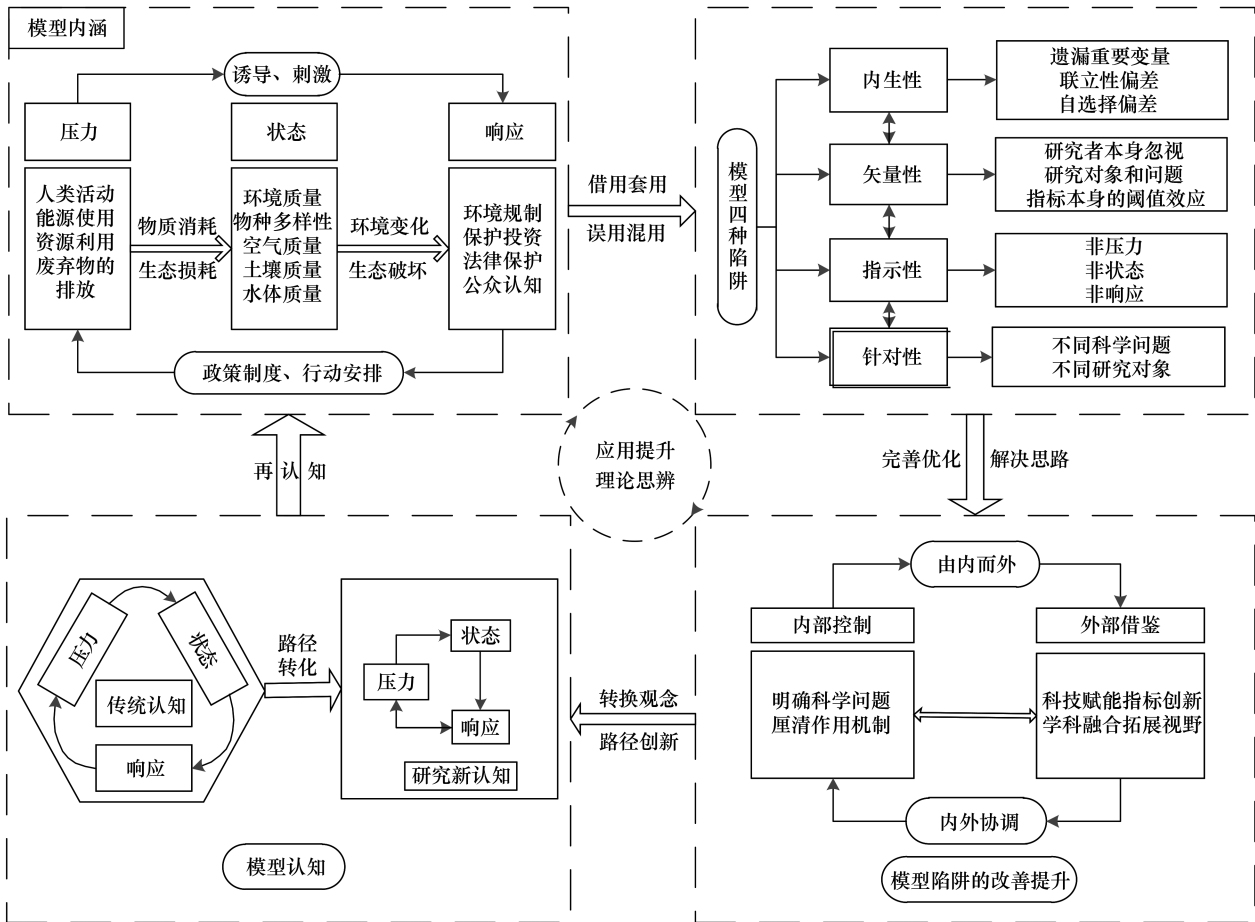 模型内涵
诱导、刺激
压力
状态
响应
人类活动
能源使用
资源利用
废弃物的
排放
物质消耗
生态损耗
环境质量
物种多样性
空气质量
土壤质量
水体质量
环境变化
生态破坏
环境规制
保护投资
法律保护
公众认知
政策制度、行动安排
借用套用
误用混用
模型四种陷阱
内生性
遗漏重要变量
联立性偏差
自选择偏差
矢量性
研究者本身忽视
研究对象和问题
指标本身的阈值效应
指示性
非压力
非状态
非响应
针对性
不同科学问题
不同研究对象
再认知
应用提升
理论思辨
完善优化
解决思路
压力
状态
传统认知
响应
路径
转化
状态
压力
响应
研究新认知
模型认知
转换观念
路径创新
由内而外
内部控制
外部借鉴
明确科学问题
厘清作用机制
科技赋能指标创新
学科融合拓展视野
内外协调
模型陷阱的改善提升